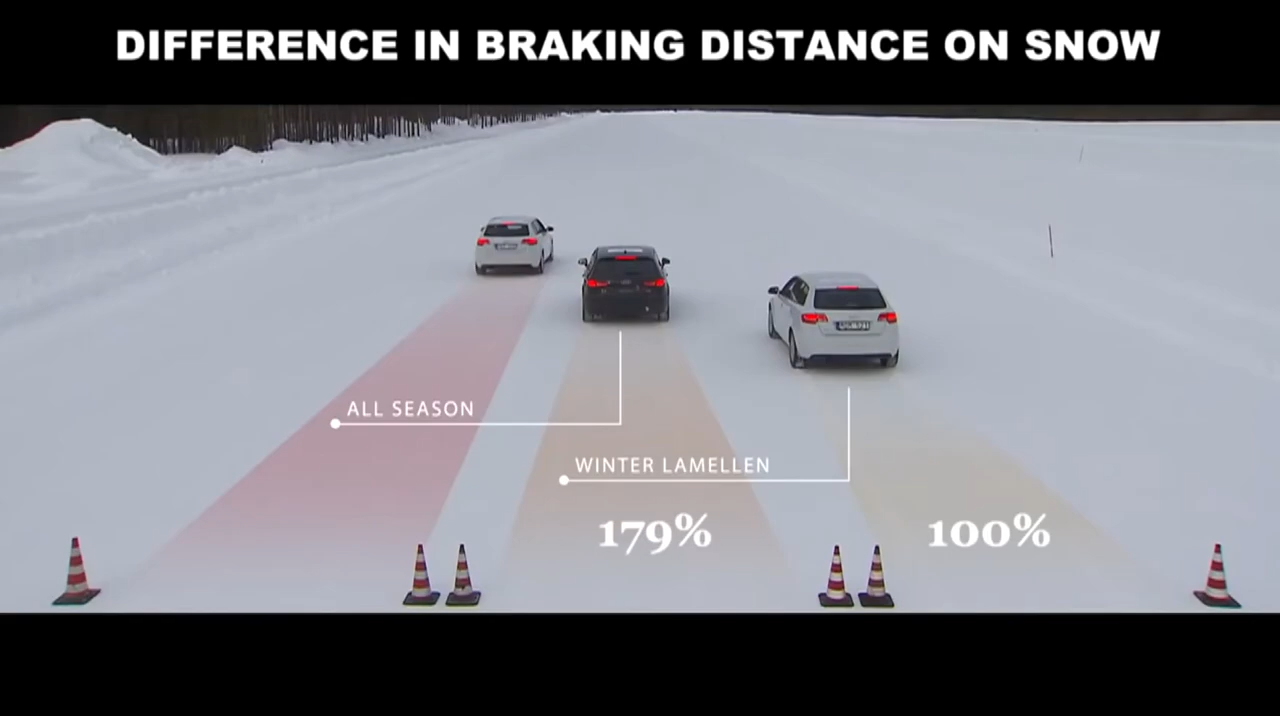 DIFFERENCE IN BRAKING DISTANCE ON SNOW
ALL SEASON
WINTER LAMELLEN
179%
100%